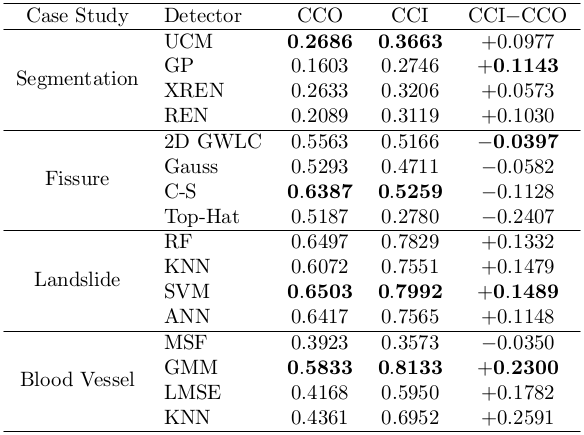 Case Study Detector CCO CCI CCI−CCO
Segmentation UCM 0.2686 0.3663 +0.0977
GP 0.1603 0.2746 +0.1143
XREN 0.2633 0.3206 +0.0573
REN 0.2089 0.3119 +0.1030
Fissure 2D GWLC 0.5563 0.5166 −0.0397
Gauss 0.5293 0.4711 −0.0582
C-S 0.6387 0.5259 −0.1128
Top-Hat 0.5187 0.2780 −0.2407
Landslide RF 0.6497 0.7829 +0.1332
KNN 0.6072 0.7551 +0.1479
SVM 0.6503 0.7992 +0.1489
ANN 0.6417 0.7565 +0.1148
Blood Vessel MSF 0.3923 0.3573 −0.0350
GMM 0.5833 0.8133 +0.2300
LMSE 0.4168 0.5950 +0.1782
KNN 0.4361 0.6952 +0.2591